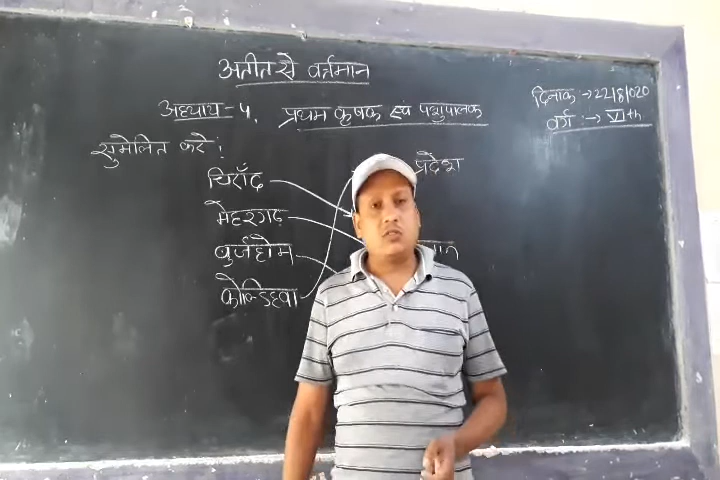 अतीत से वर्तमान
दिनांक :→ 22/8/020
अध्याय - ५. प्रथम कृषक एवं पशुपालक
वर्ग :→ VIth
सुमेलित करे :
चिराँद प्रदेश
मेहरगढ़
बुर्जहोम
कोल्डिहवा